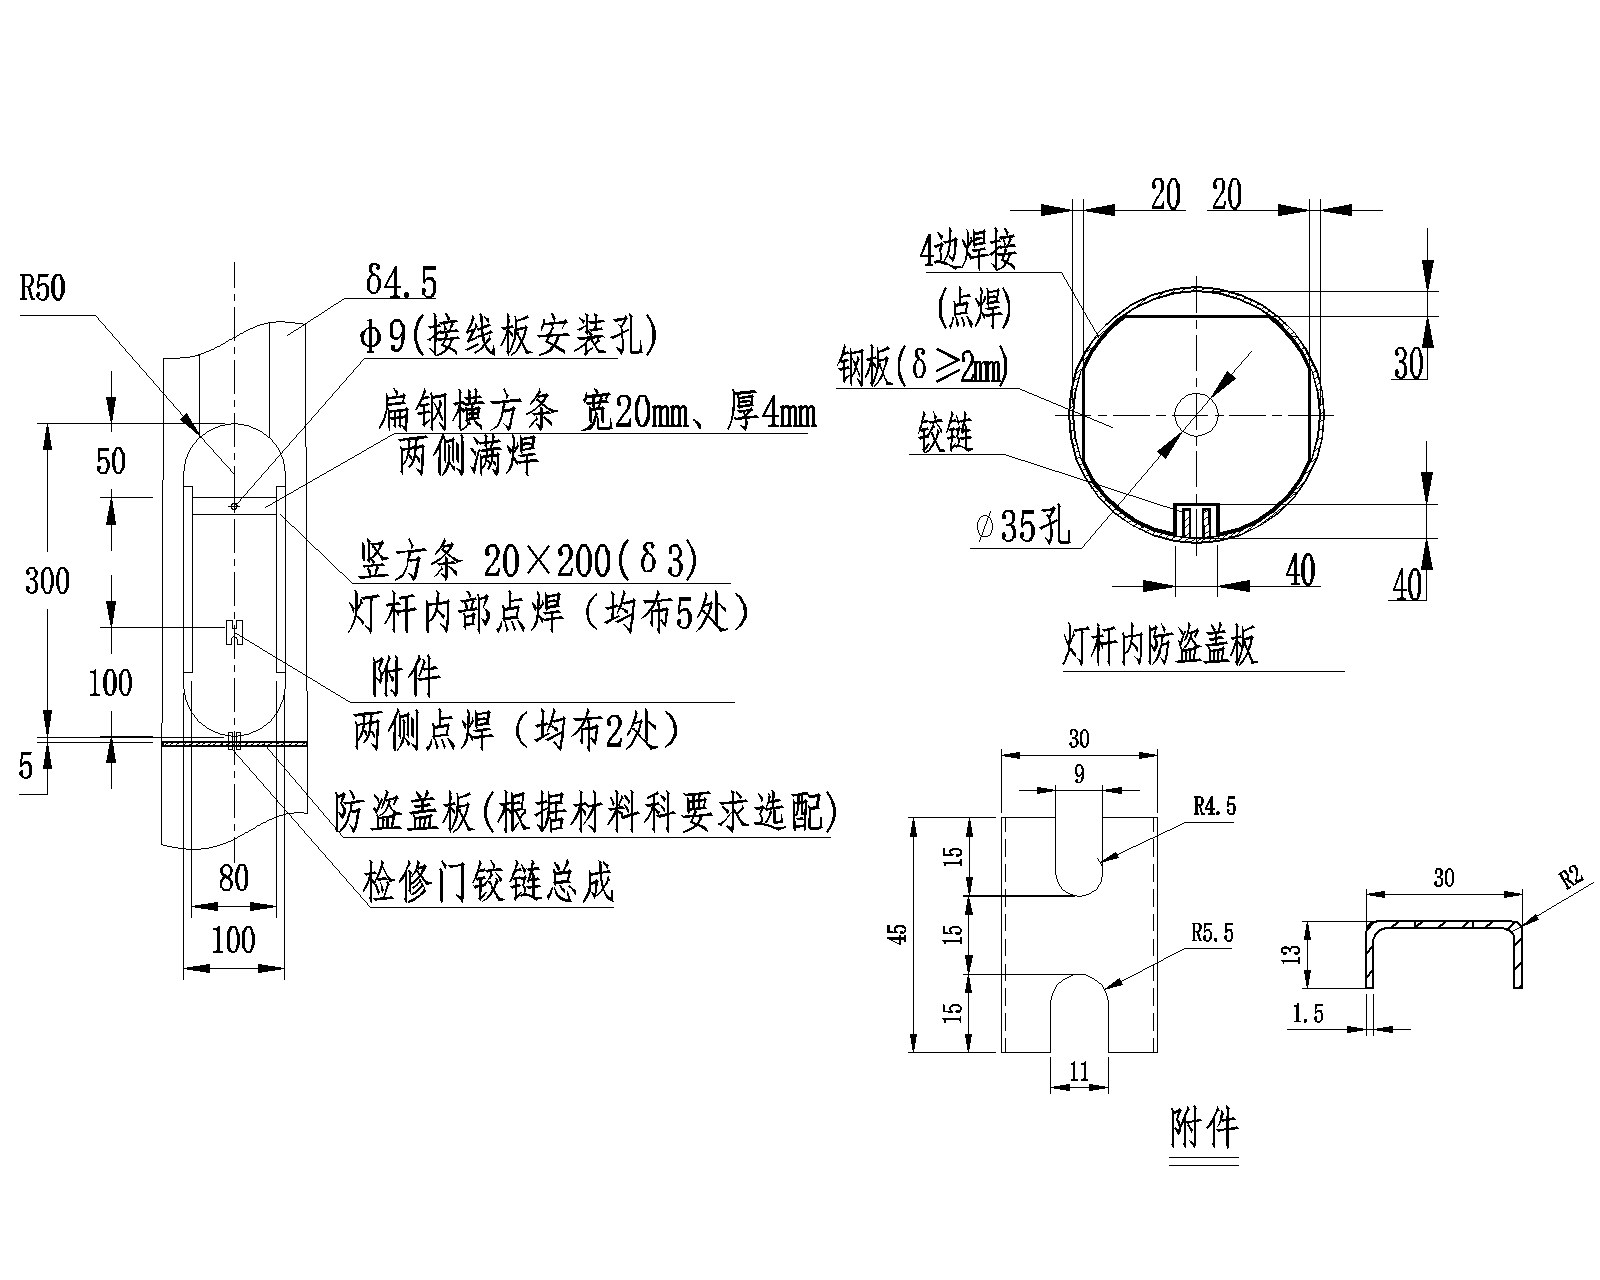 R50
δ4.5
φ9(接线板安装孔)
扁钢横方条 宽20mm、厚4mm
两侧满焊
竖方条 20×200(δ3)
灯杆内部点焊（均布5处）
附件
两侧点焊（均布2处）
防盗盖板(根据材料科要求选配)
检修门铰链总成
50
300
100
5
80
100
20
20
4边焊接
(点焊)
钢板(δ≥2mm)
铰链
∅35孔
30
40
40
灯杆内防盗盖板
30
9
R4.5
15
45
15
R5.5
15
11
30
R2
13
1.5
附件